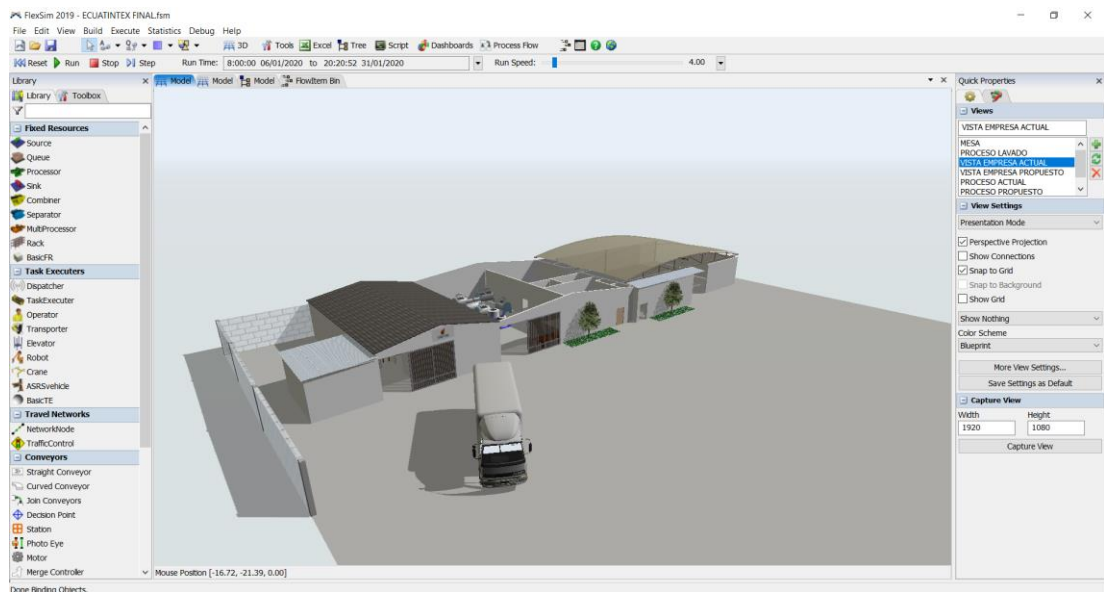 FlexSim 2019 - ECUATINTEX FINAL.fsm
File Edit View Build Execute Statistics Debug Help
3D Tools Excel Tree Script Dashboards Process Flow
Reset Run Stop Step Run Time: 8:00:00 06/01/2020 to 20:20:52 31/01/2020 Run Speed: 4.00
Library
Library Toolbox
Fixed Resources
Source
Queue
Processor
Sink
Combiner
Separator
MultiProcessor
Rack
BasicFR
Task Executers
Dispatcher
TaskExecuter
Operator
Transporter
Elevator
Robot
Crane
ASRSvehicle
BasicTE
Travel Networks
NetworkNode
TrafficControl
Conveyors
Straight Conveyor
Curved Conveyor
Join Conveyors
Decision Point
Station
Photo Eye
Motor
Merge Controller
Done Binding Objects.
Model Model Model FlowItem Bin
Mouse Position [-16.72, -21.39, 0.00]
Quick Properties
Views
VISTA EMPRESA ACTUAL
MESA
PROCESO LAVADO
VISTA EMPRESA ACTUAL
VISTA EMPRESA PROPUESTO
PROCESO ACTUAL
PROCESO PROPUESTO
View Settings
Presentation Mode
Perspective Projection
Show Connections
Snap to Grid
Snap to Background
Show Grid
Show Nothing
Color Scheme
Blueprint
More View Settings...
Save Settings as Default
Capture View
Width Height
1920 1080
Capture View